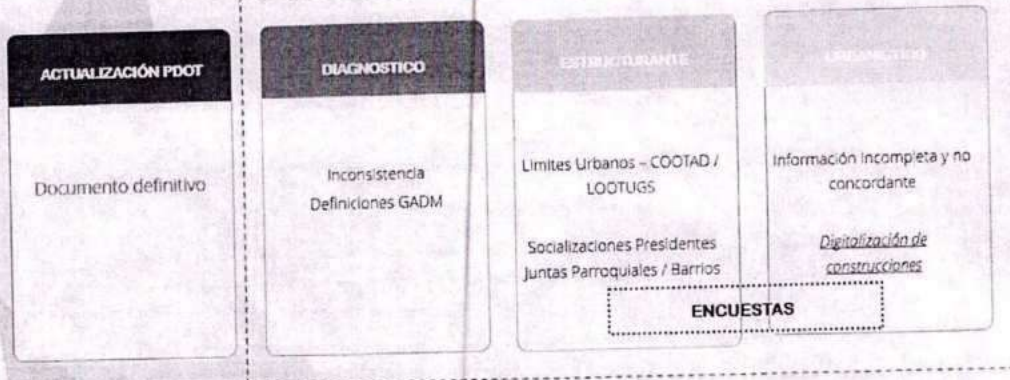 ACTUALIZACIÓN PDOT
Documento definitivo
DIAGNOSTICO
Inconsistencia
Definiciones GADM
ESTRUCTURANTE
Limites Urbanos – COOTAD /
LOOTUGS
Socializaciones Presidentes
Juntas Parroquiales / Barrios
URBANISTICO
Información Incompleta y no
concordante
Digitalización de
construcciones
ENCUESTAS